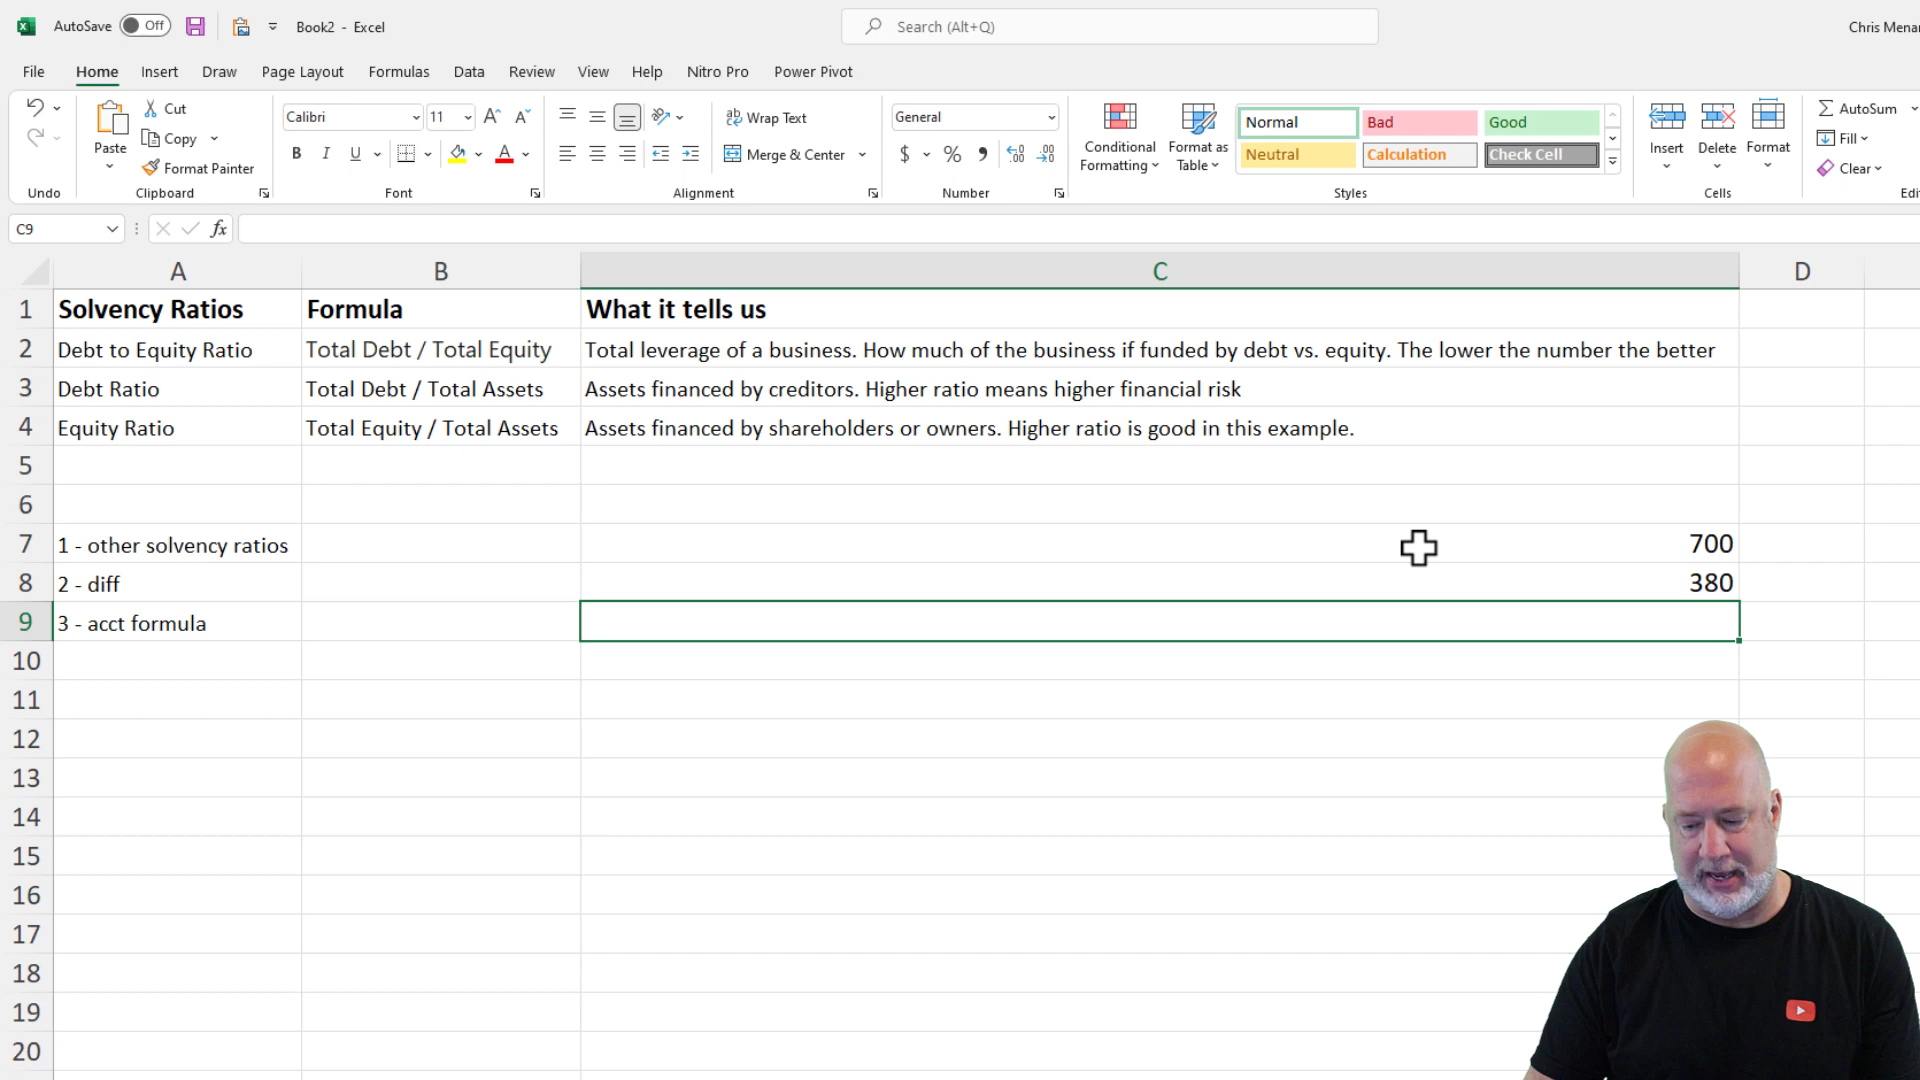 AutoSave Off Book2 - Excel Search (Alt+Q) Chris Mena
File Home Insert Draw Page Layout Formulas Data Review View Help Nitro Pro Power Pivot
Paste
Cut
Copy
Format Painter
Calibri 11
B I U A
Wrap Text
Merge & Center
General
$ %
Conditional Formatting
Format as Table
Normal Bad Good
Neutral Calculation Check Cell
Insert Delete Format
AutoSum
Fill
Clear
Undo Clipboard Font Alignment Number Styles Cells Edi
C9 fx
A B C D
1 Solvency Ratios Formula What it tells us
2 Debt to Equity Ratio Total Debt / Total Equity Total leverage of a business. How much of the business if funded by debt vs. equity. The lower the number the better
3 Debt Ratio Total Debt / Total Assets Assets financed by creditors. Higher ratio means higher financial risk
4 Equity Ratio Total Equity / Total Assets Assets financed by shareholders or owners. Higher ratio is good in this example.
5
6
7 1 - other solvency ratios 700
8 2 - diff 380
9 3 - acct formula
10
11
12
13
14
15
16
17
18
19
20